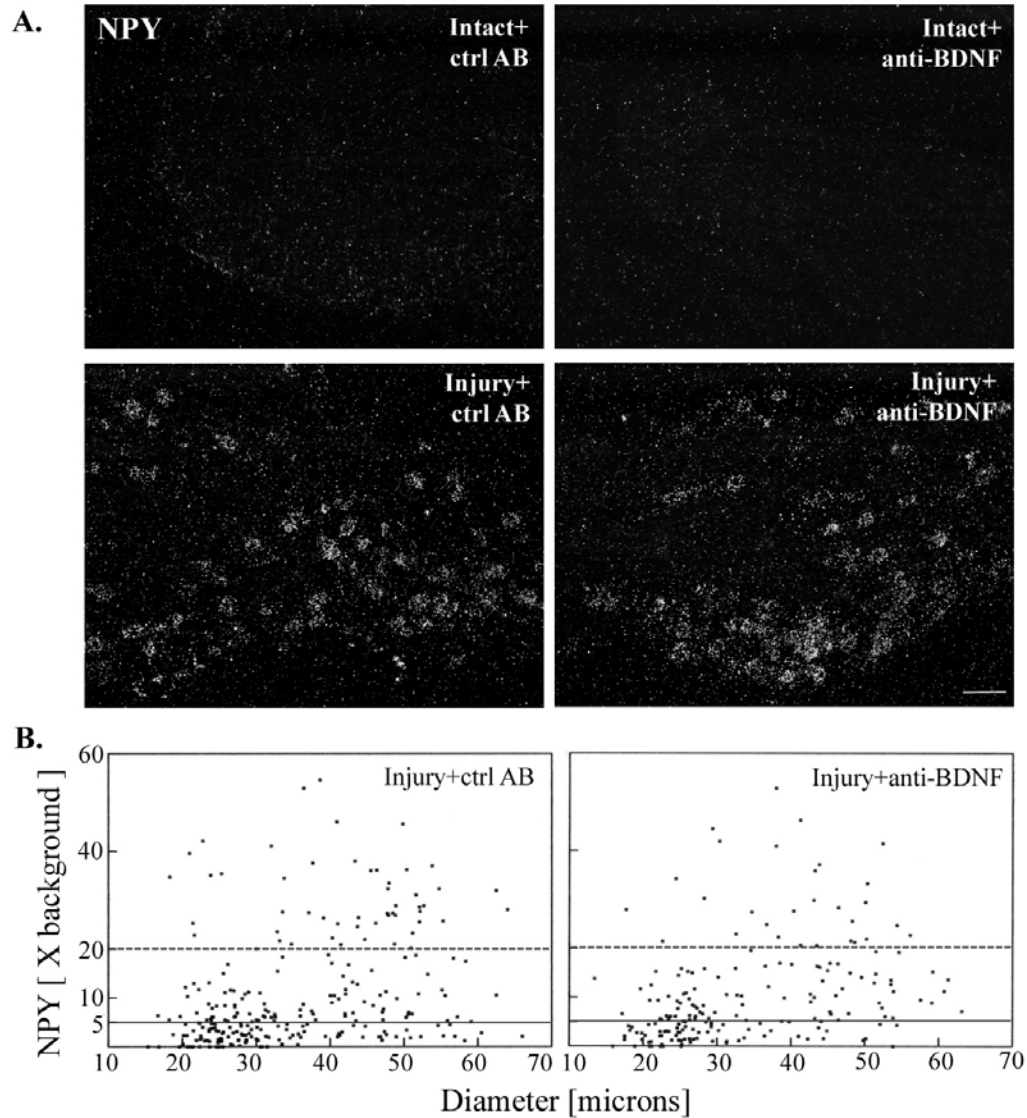 A.
NPY
Intact+
ctrl AB
Intact+
anti-BDNF
Injury+
ctrl AB
Injury+
anti-BDNF
B.
NPY [ X background ]
60
40
20
10
5
Injury+ctrl AB
Injury+anti-BDNF
10 20 30 40 50 60 70
10 20 30 40 50 60 70
Diameter [microns]